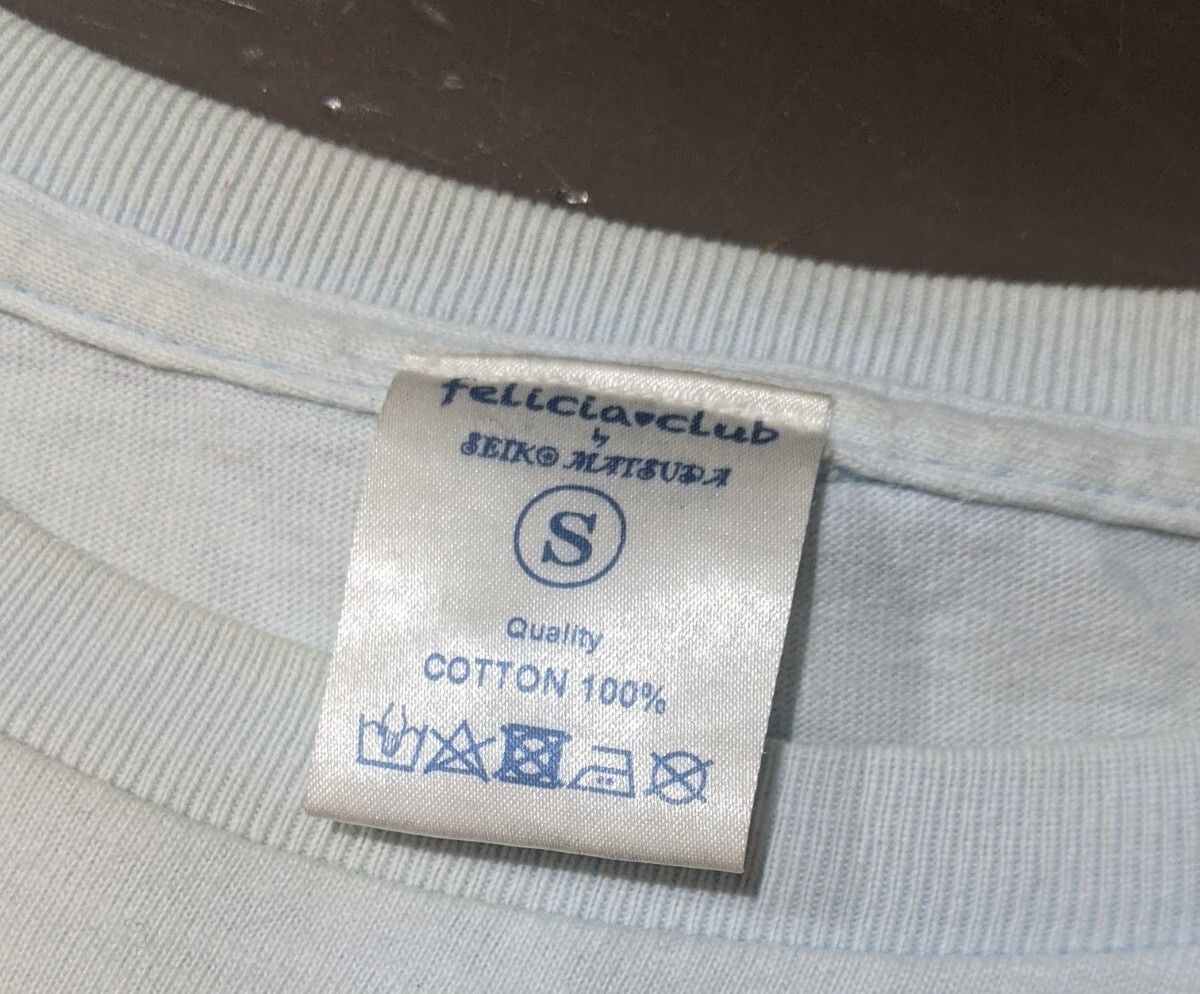 felicia♥club
by
SEIKO MATSUDA
S
Quality
COTTON 100%